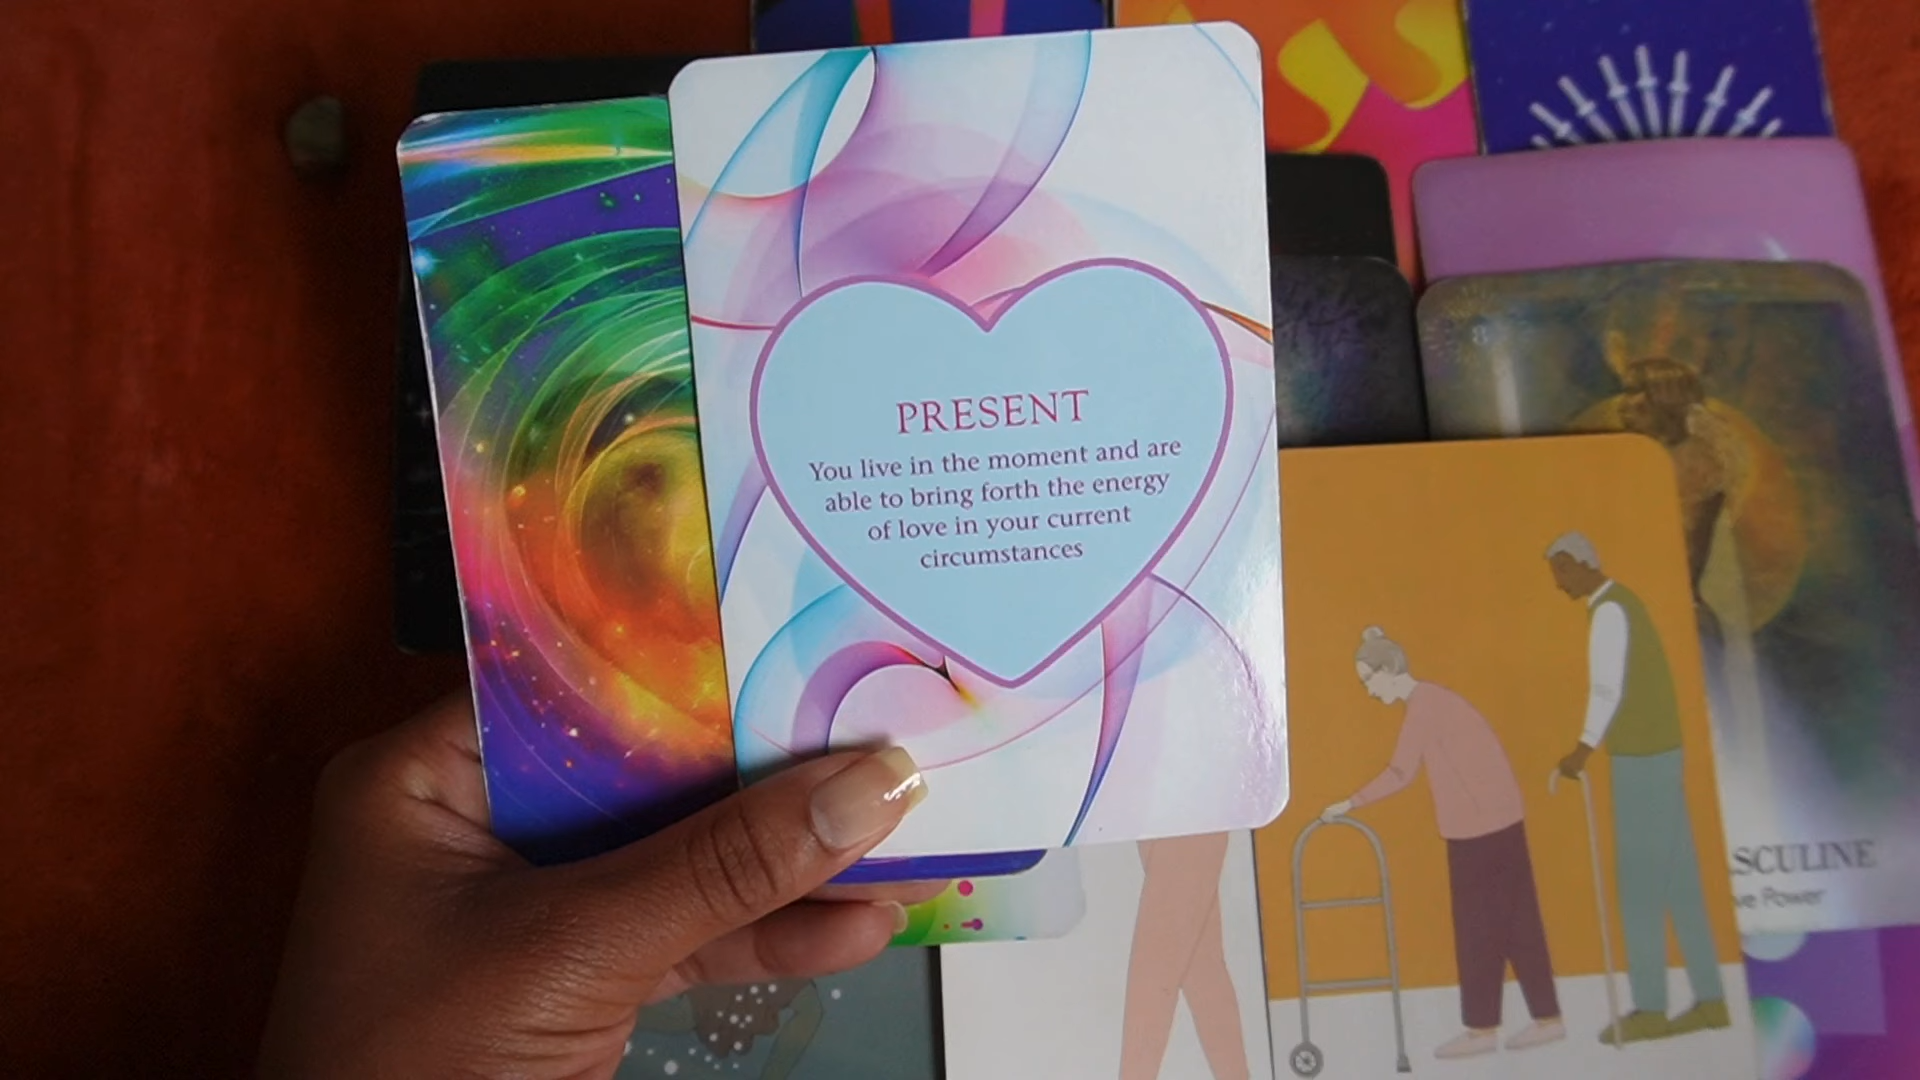 PRESENT
You live in the moment and are
able to bring forth the energy
of love in your current
circumstances
SCULINE
ve Power